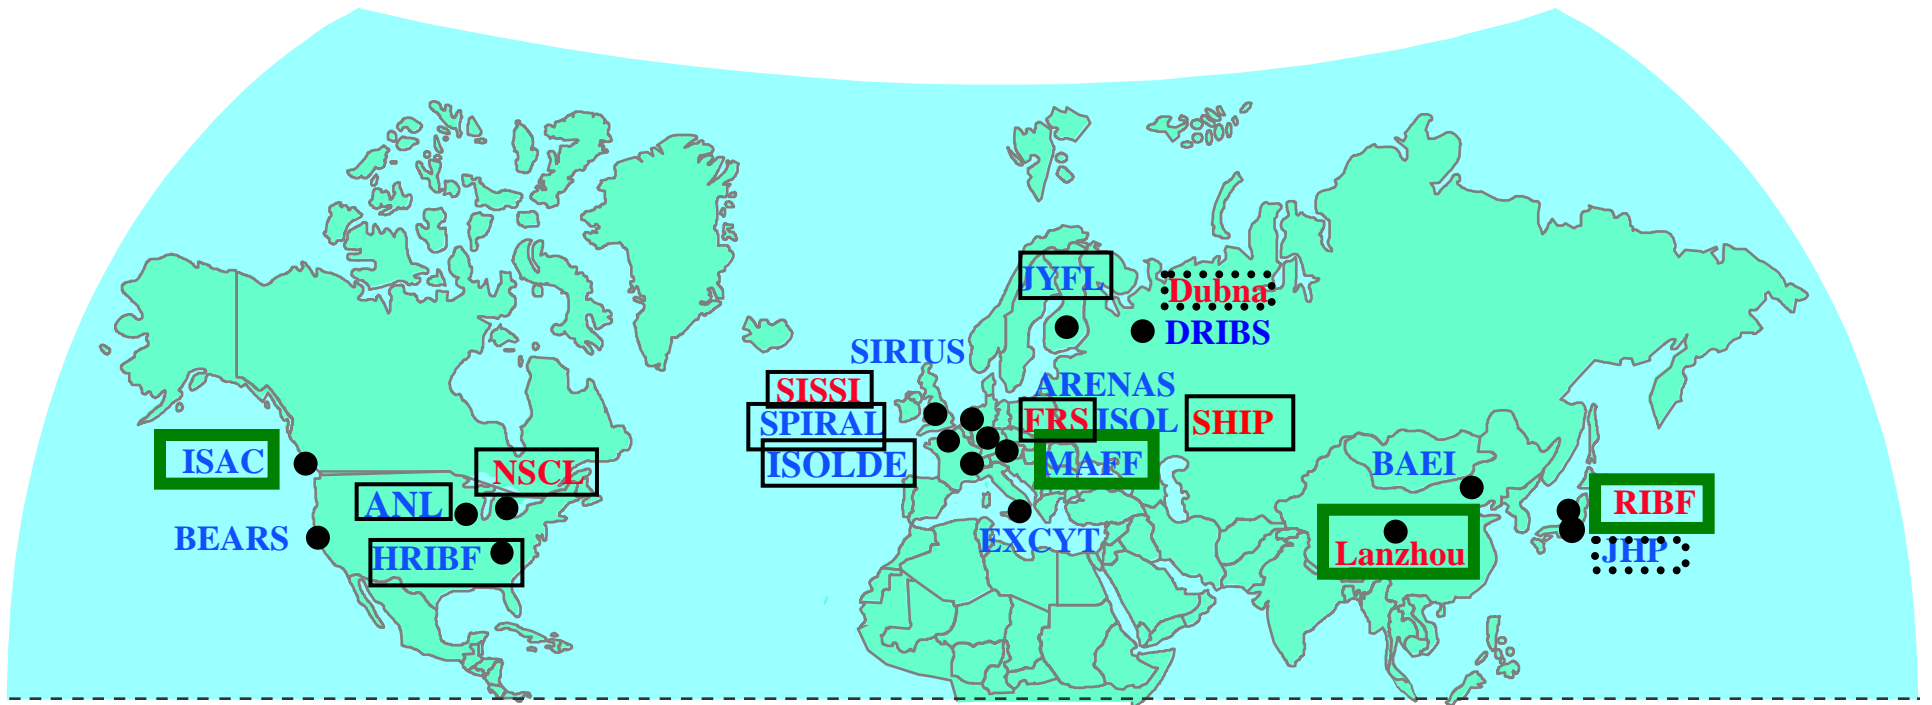 JYFL
Dubna
DRIBS
SIRIUS
SISSI
ARENAS
SPIRAL
FRS ISOL
SHIP
ISAC
NSCL
ISOLDE
MAFF
BAEI
ANL
RIBF
BEARS
HRIBF
EXCYT
Lanzhou
JHP